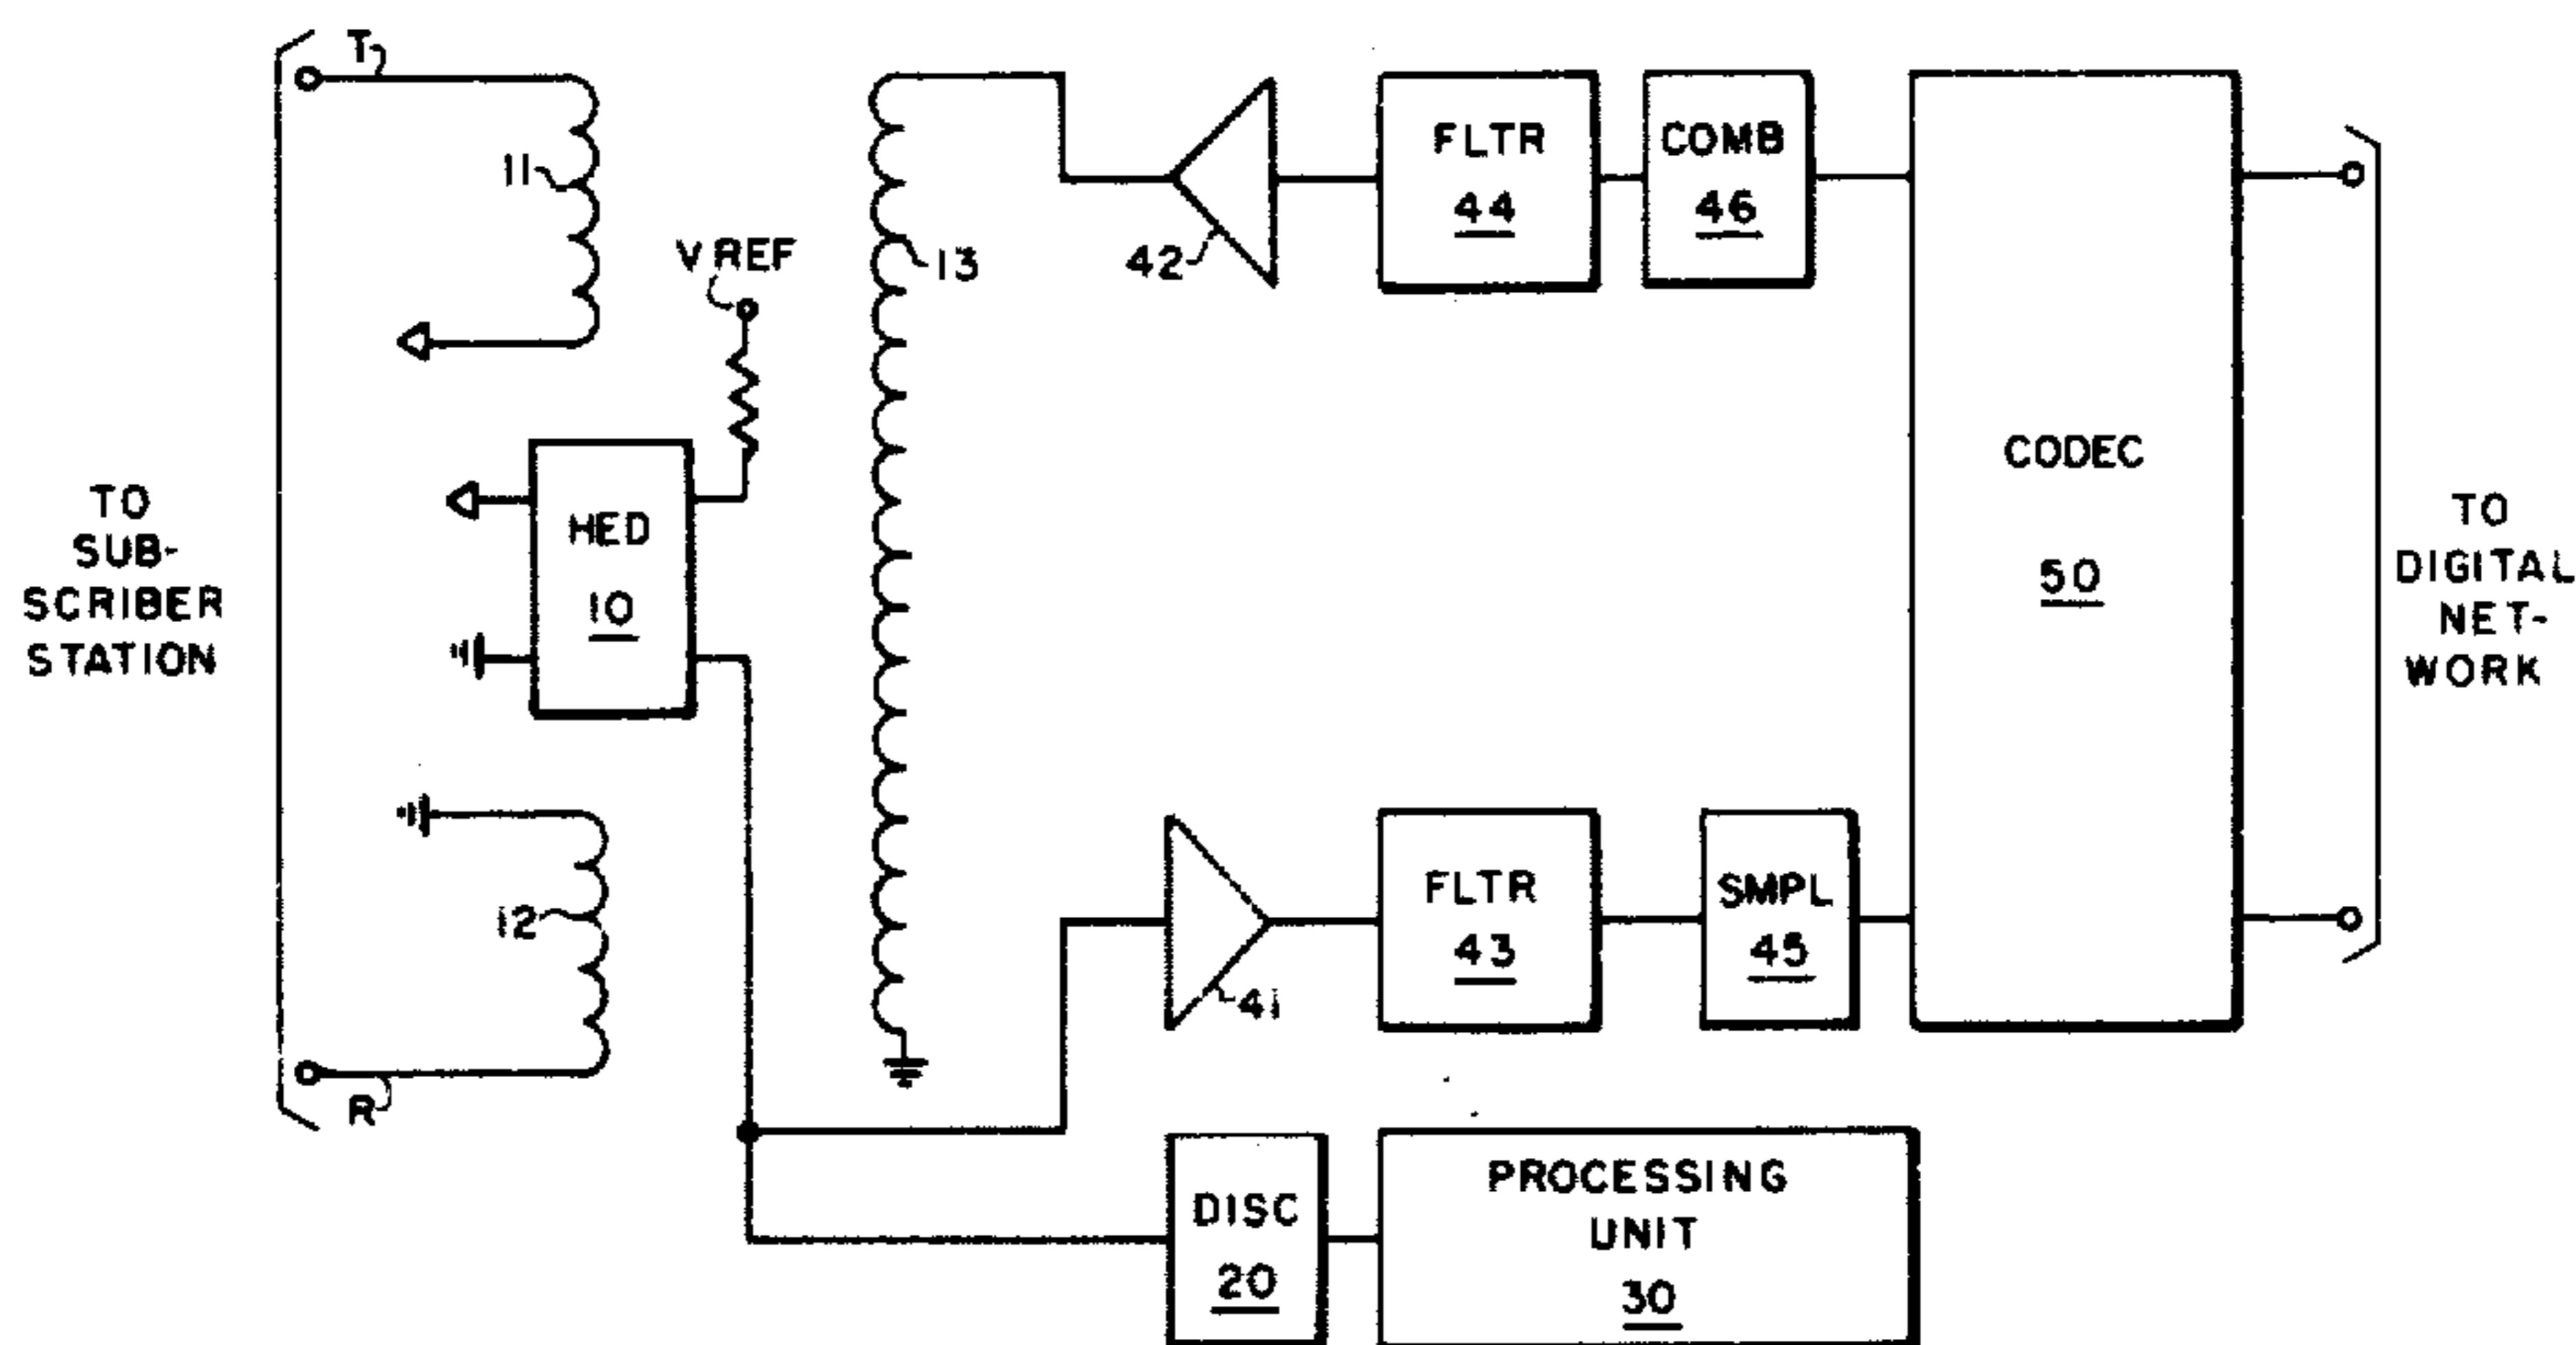 T
11
V REF
13
42
FLTR
44
COMB
46
CODEC
50
HED
10
TO
SUB-
SCRIBER
STATION
TO
DIGITAL
NET-
WORK
12
R
41
FLTR
43
SMPL
45
DISC
20
PROCESSING
UNIT
30